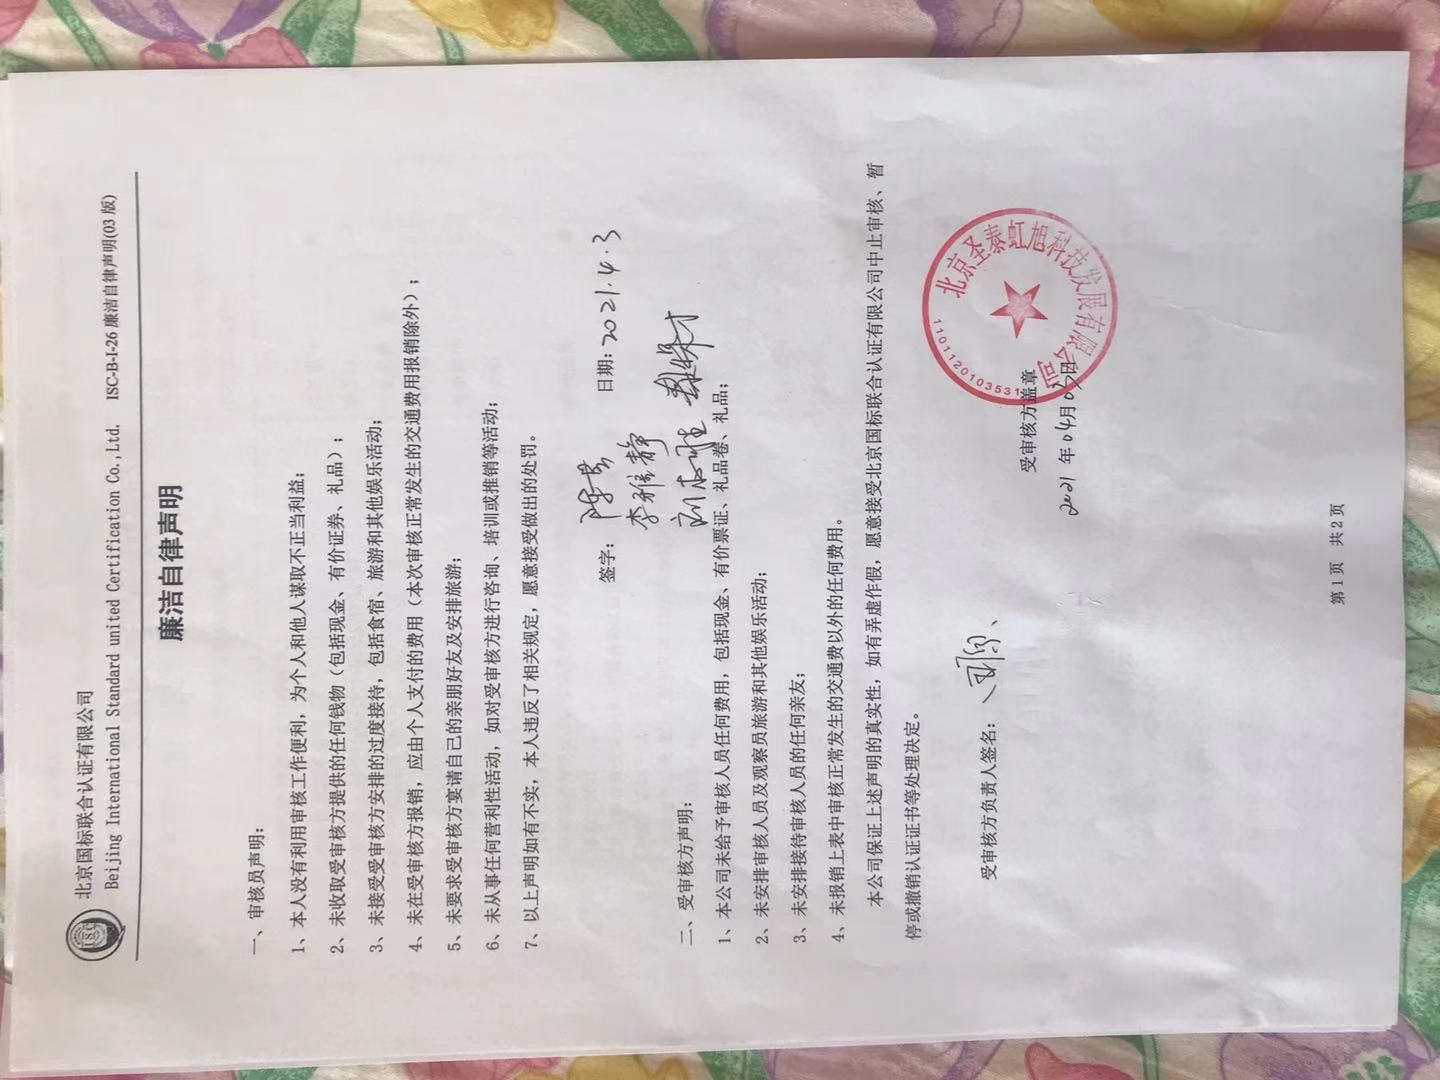 北京国标联合认证有限公司
Beijing International Standard united Certification Co.,Ltd. ISC-B-I-26 廉洁自律声明(03 版)
ISC
廉洁自律声明
一、审核员声明：
1、本人没有利用审核工作便利，为个人和他人谋取不正当利益；
2、未收取受审核方提供的任何钱物（包括现金、有价证券、礼品）；
3、未接受受审核方安排的过度接待，包括食宿、旅游和其他娱乐活动；
4、未在受审核方报销，应由个人支付的费用（本次审核正常发生的交通费用报销除外）；
5、未要求受审核方宴请自己的亲朋好友及安排旅游；
6、未从事任何营利性活动，如对受审核方进行咨询、培训或推销等活动；
7、以上声明如有不实，本人违反了相关规定，愿意接受做出的处罚。
签字： 日期：2021.4.3
李雅静
二、受审核方声明：
1、本公司未给予审核人员任何费用，包括现金、有价票证、礼品卷、礼品；
2、未安排审核人员及观察员旅游和其他娱乐活动；
3、未安排接待审核人员的任何亲友；
4、未报销上表中审核正常发生的交通费以外的任何费用。
本公司保证上述声明的真实性，如有弄虚作假，愿意接受北京国标联合认证有限公司中止审核、暂
停或撤销认证证书等处理决定。
受审核方负责人签名：
受审核方盖章
2021年04月03日
北京圣泰虹旭科技发展有限公司
1101120103531
第 1 页 共 2 页